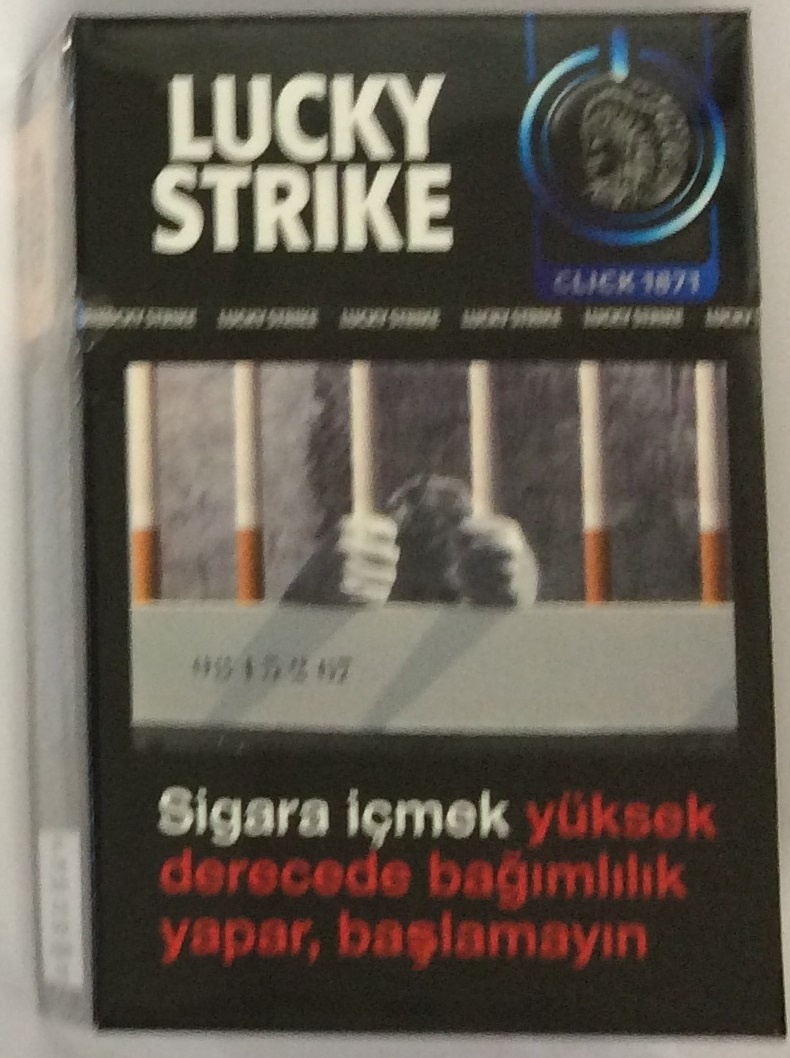 LUCKY
STRIKE
CLICK 1871
LUCKY STRIKE LUCKY STRIKE LUCKY STRIKE LUCKY STRIKE LUCKY STRIKE LUCKY
Sigara içmek yüksek
derecede bağımlılık
yapar, başlamayın